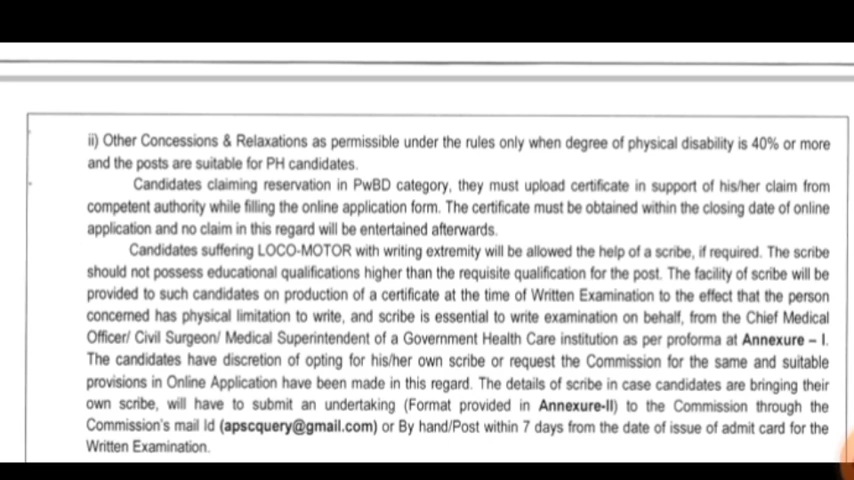 ii) Other Concessions & Relaxations as permissible under the rules only when degree of physical disability is 40% or more
and the posts are suitable for PH candidates.
Candidates claiming reservation in PwBD category, they must upload certificate in support of his/her claim from
competent authority while filling the online application form. The certificate must be obtained within the closing date of online
application and no claim in this regard will be entertained afterwards.
Candidates suffering LOCO-MOTOR with writing extremity will be allowed the help of a scribe, if required. The scribe
should not possess educational qualifications higher than the requisite qualification for the post. The facility of scribe will be
provided to such candidates on production of a certificate at the time of Written Examination to the effect that the person
concerned has physical limitation to write, and scribe is essential to write examination on behalf, from the Chief Medical
Officer/ Civil Surgeon/ Medical Superintendent of a Government Health Care institution as per proforma at Annexure – I.
The candidates have discretion of opting for his/her own scribe or request the Commission for the same and suitable
provisions in Online Application have been made in this regard. The details of scribe in case candidates are bringing their
own scribe, will have to submit an undertaking (Format provided in Annexure-II) to the Commission through the
Commission's mail Id (apscquery@gmail.com) or By hand/Post within 7 days from the date of issue of admit card for the
Written Examination.